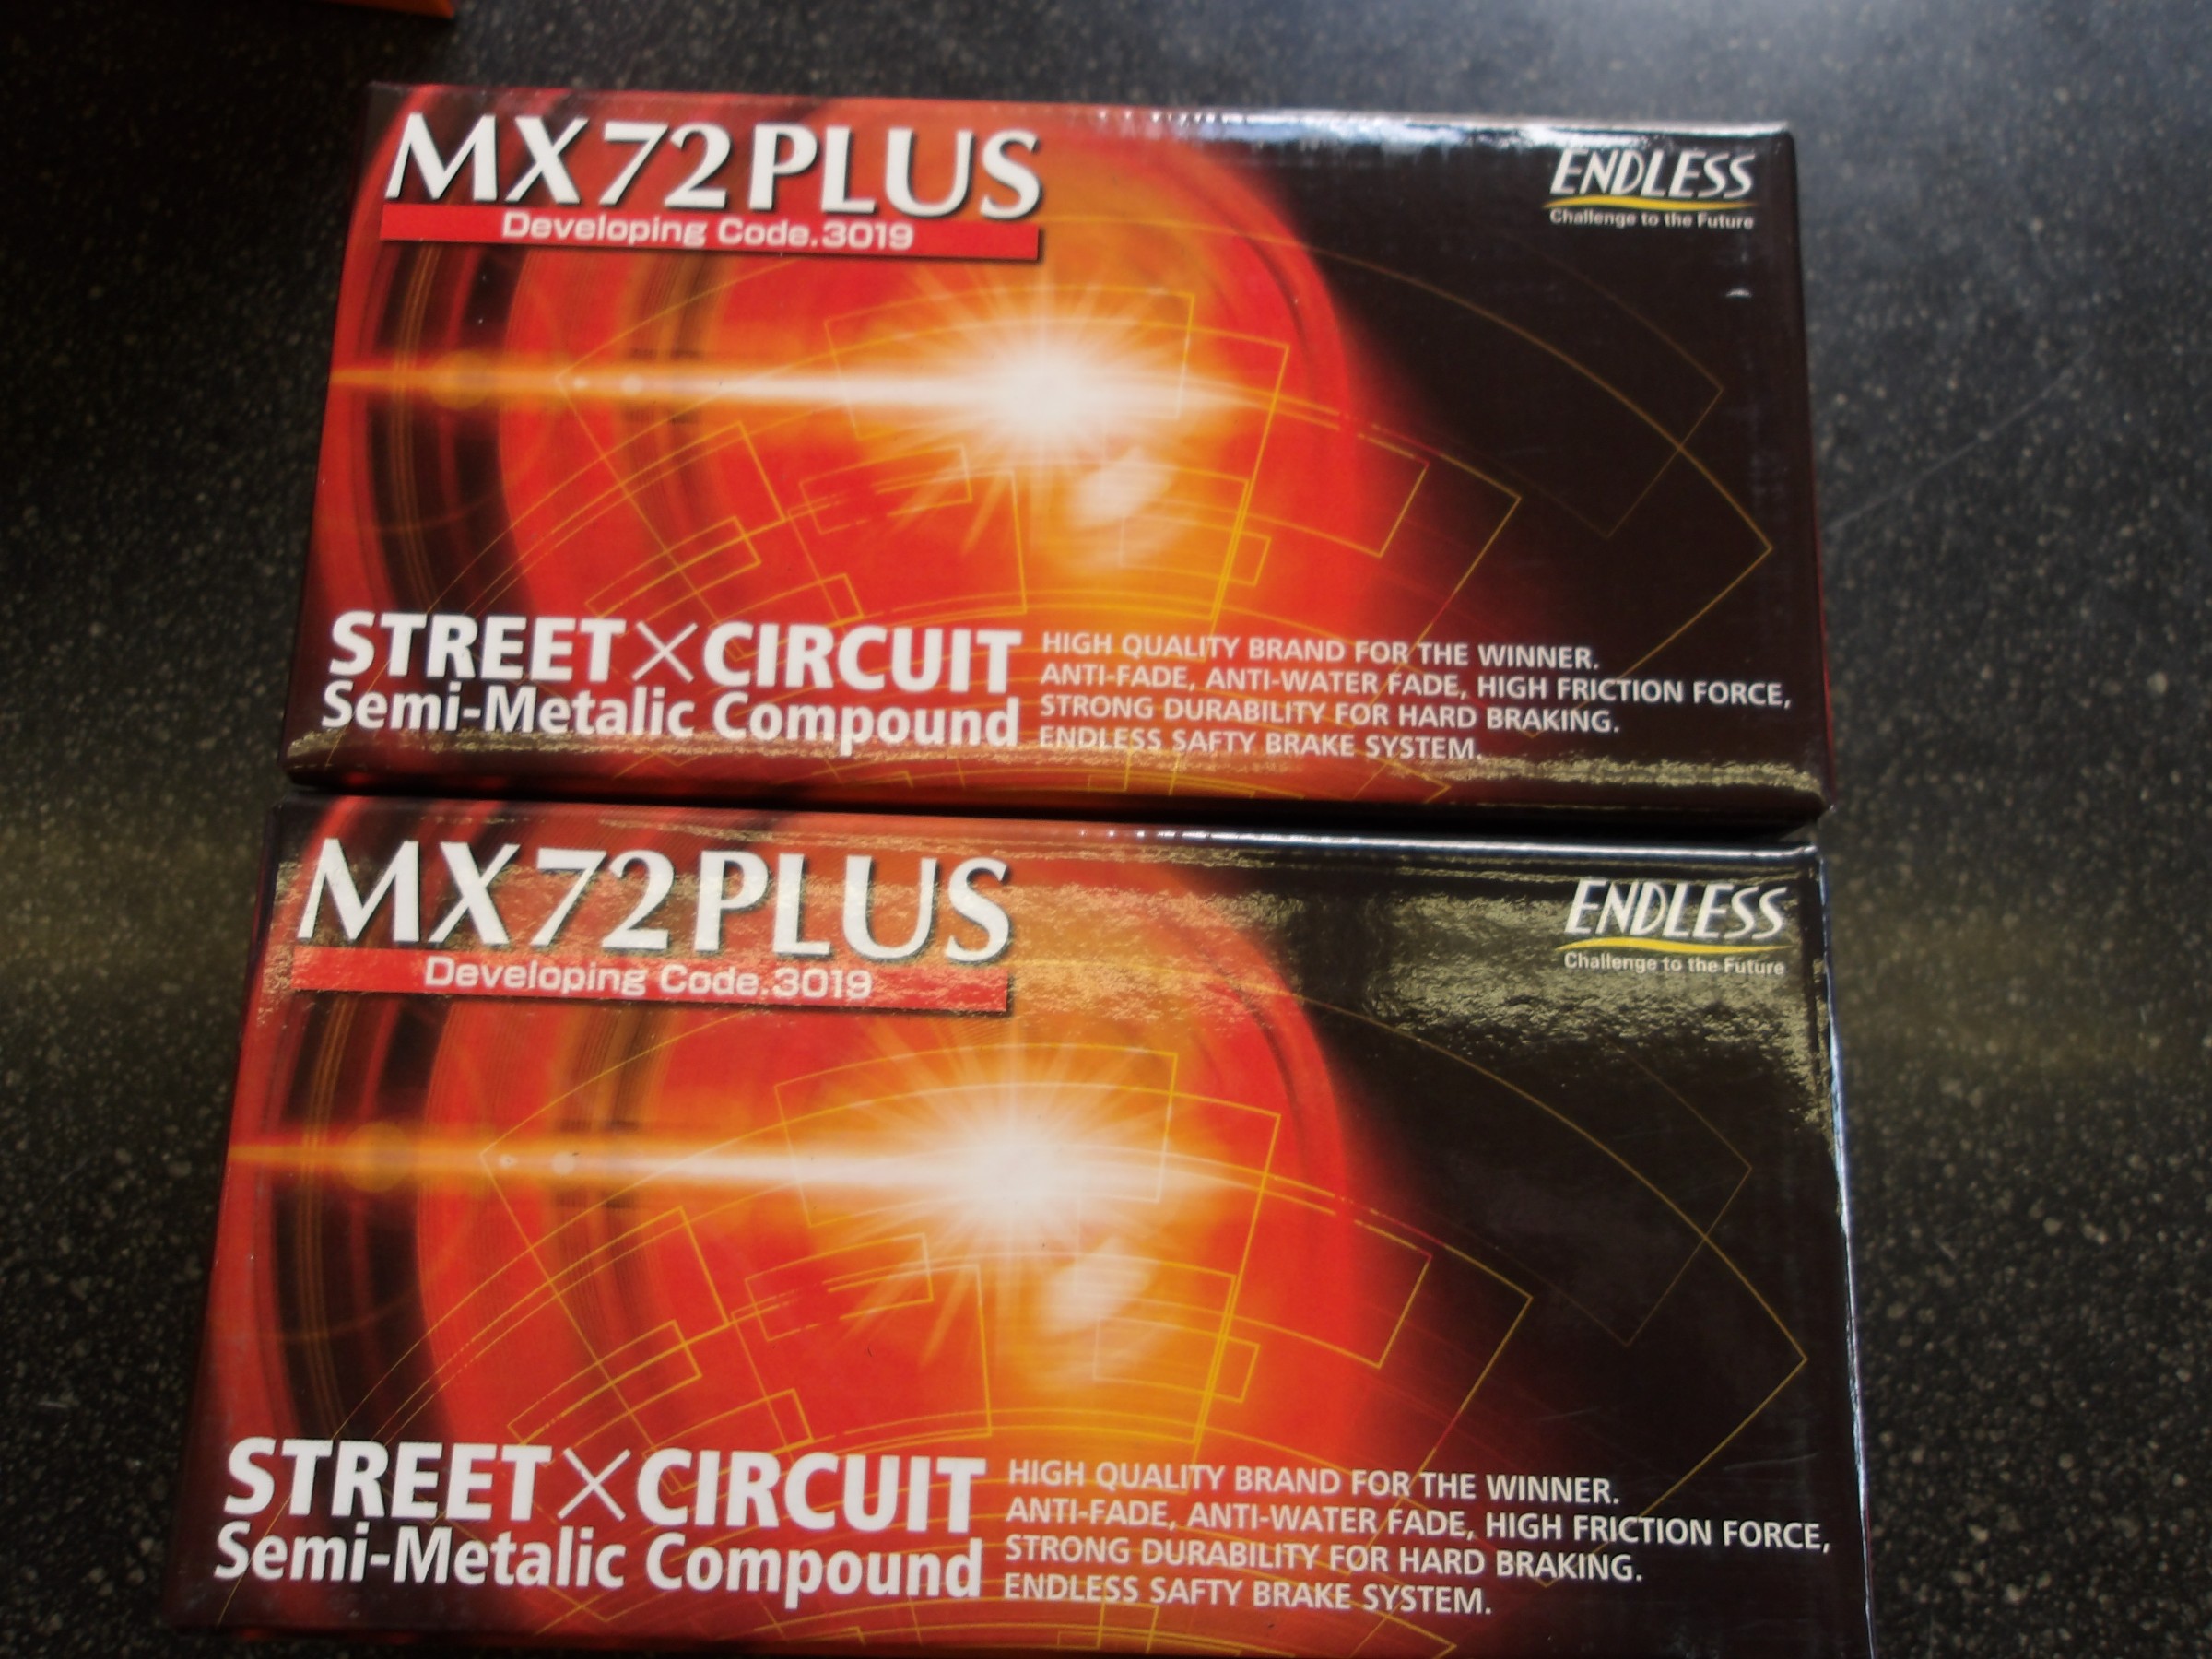 MX72PLUS
Developing Code.3019
ENDLESS
Challenge to the Future
STREET×CIRCUIT
Semi-Metalic Compound
HIGH QUALITY BRAND FOR THE WINNER.
ANTI-FADE, ANTI-WATER FADE, HIGH FRICTION FORCE,
STRONG DURABILITY FOR HARD BRAKING.
ENDLESS SAFTY BRAKE SYSTEM.
MX72PLUS
Developing Code.3019
ENDLESS
Challenge to the Future
STREET×CIRCUIT
Semi-Metalic Compound
HIGH QUALITY BRAND FOR THE WINNER.
ANTI-FADE, ANTI-WATER FADE, HIGH FRICTION FORCE,
STRONG DURABILITY FOR HARD BRAKING.
ENDLESS SAFTY BRAKE SYSTEM.